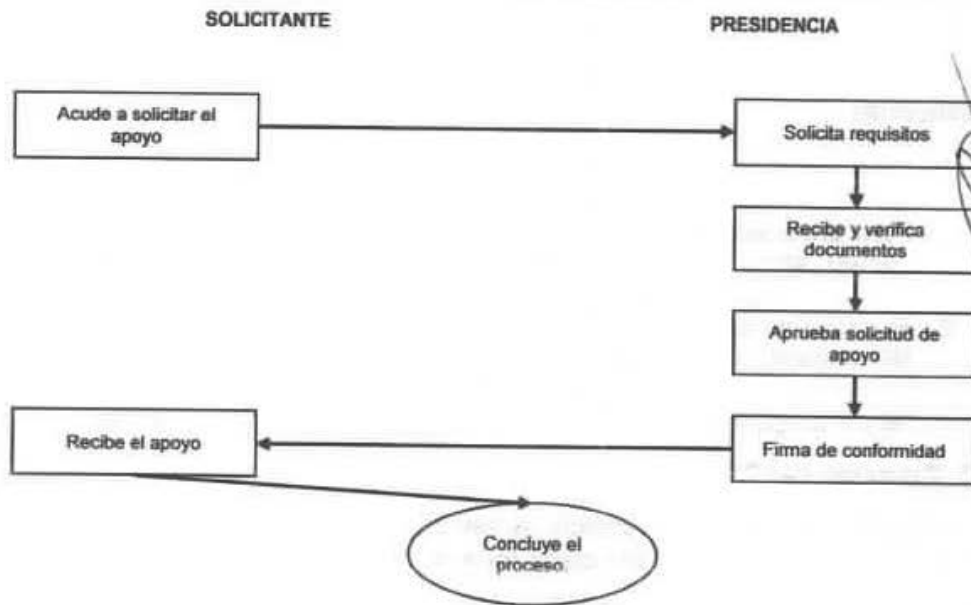 SOLICITANTE
PRESIDENCIA
Acude a solicitar el
apoyo
Solicita requisitos
Recibe y verifica
documentos
Aprueba solicitud de
apoyo
Firma de conformidad
Recibe el apoyo
Concluye el
proceso.